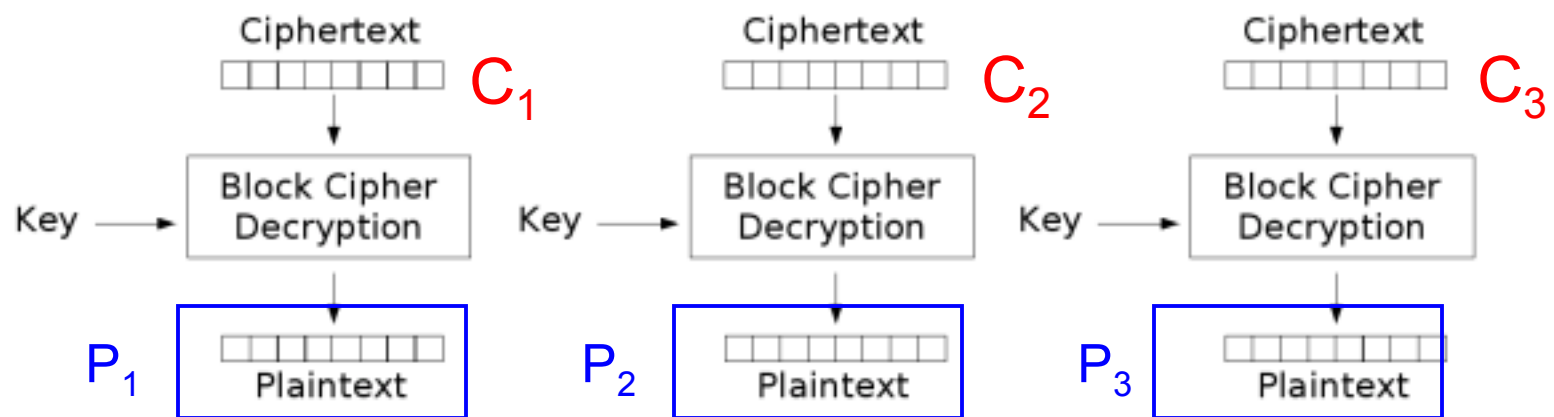 Ciphertext Ciphertext Ciphertext
C1 C2 C3
Block Cipher Block Cipher Block Cipher
Key Decryption Key Decryption Key Decryption
P1 P2 P3
Plaintext Plaintext Plaintext